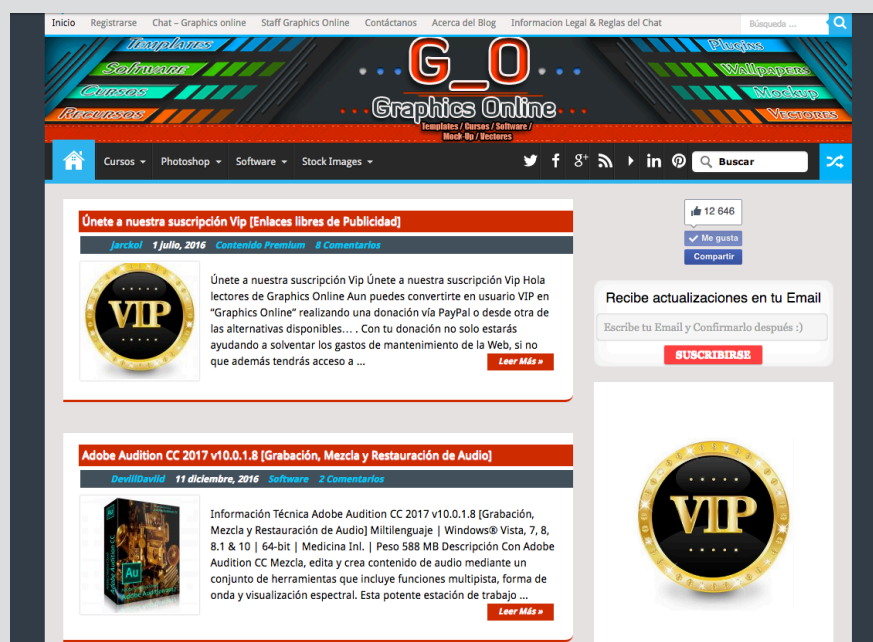 Inicio Registrarse Chat – Graphics online Staff Graphics Online Contáctanos Acerca del Blog Informacion Legal & Reglas del Chat Búsqueda ...
Templates
Software
Cursos
Recursos
G_O
Graphics Online
Templates / Cursos / Software /
Mock-Up / Vectores
Plugins
Wallpapers
Mockup
Vectores
Cursos Photoshop Software Stock Images f 8+ in Buscar
Únete a nuestra suscripción Vip [Enlaces libres de Publicidad]
jarckol 1 julio, 2016 Contenido Premium 8 Comentarios
VIP
Únete a nuestra suscripción Vip Únete a nuestra suscripción Vip Hola
lectores de Graphics Online Aun puedes convertirte en usuario VIP en
“Graphics Online” realizando una donación vía PayPal o desde otra de
las alternativas disponibles… . Con tu donación no solo estarás
ayudando a solventar los gastos de mantenimiento de la Web, si no
que además tendrás acceso a ...
Leer Más »
Adobe Audition CC 2017 v10.0.1.8 [Grabación, Mezcla y Restauración de Audio]
DevillDaviid 11 diciembre, 2016 Software 2 Comentarios
Adobe Audition CC
Au
Información Técnica Adobe Audition CC 2017 v10.0.1.8 [Grabación,
Mezcla y Restauración de Audio] Miltilenguaje | Windows® Vista, 7, 8,
8.1 & 10 | 64-bit | Medicina Inl. | Peso 588 MB Descripción Con Adobe
Audition CC Mezcla, edita y crea contenido de audio mediante un
conjunto de herramientas que incluye funciones multipista, forma de
onda y visualización espectral. Esta potente estación de trabajo ...
Leer Más »
12 646
Me gusta
Compartir
Recibe actualizaciones en tu Email
Escribe tu Email y Confirmarlo después :)
SUSCRIBIRSE
VIP